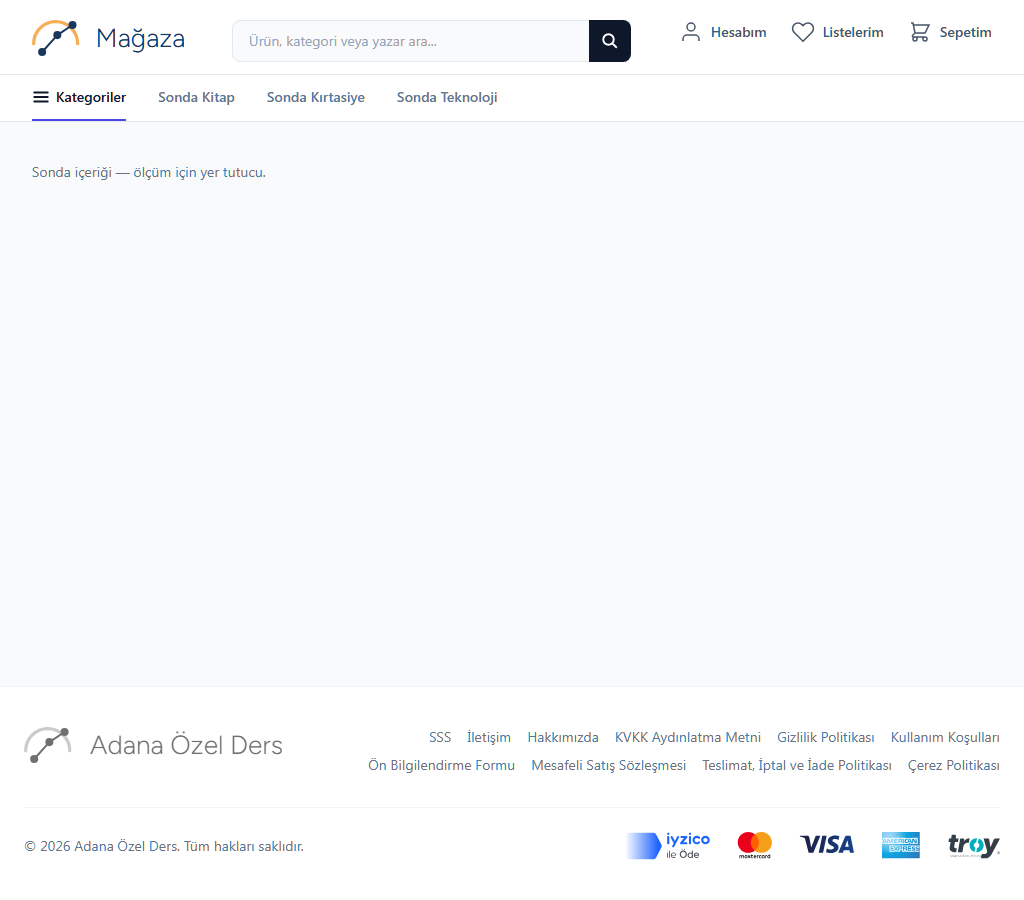 Mağaza
Ürün, kategori veya yazar ara...
Hesabım
Listelerim
Sepetim
Kategoriler
Sonda Kitap
Sonda Kırtasiye
Sonda Teknoloji
Sonda içeriği — ölçüm için yer tutucu.
Adana Özel Ders
SSS İletişim Hakkımızda KVKK Aydınlatma Metni Gizlilik Politikası Kullanım Koşulları
Ön Bilgilendirme Formu Mesafeli Satış Sözleşmesi Teslimat, İptal ve İade Politikası Çerez Politikası
© 2026 Adana Özel Ders. Tüm hakları saklıdır.
iyzico
ile Öde
mastercard
VISA
AMERICAN
EXPRESS
troy